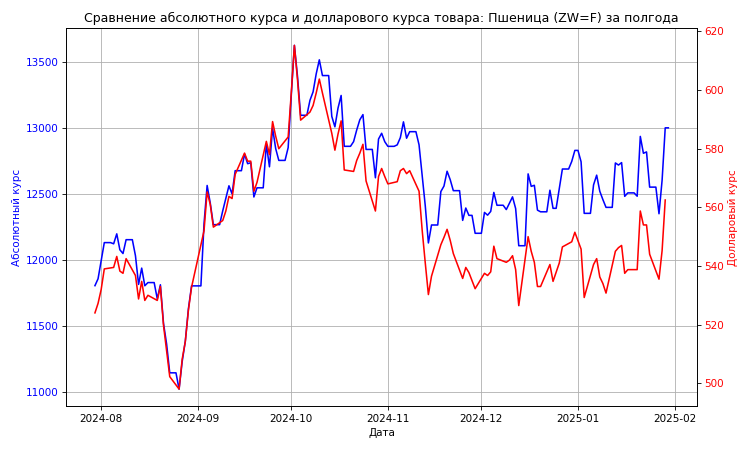 Сравнение абсолютного курса и долларового курса товара: Пшеница (ZW=F) за полгода
Абсолютный курс
13500
13000
12500
12000
11500
11000
620
600
580
560
540
520
500
Долларовый курс
2024-08 2024-09 2024-10 2024-11 2024-12 2025-01 2025-02
Дата